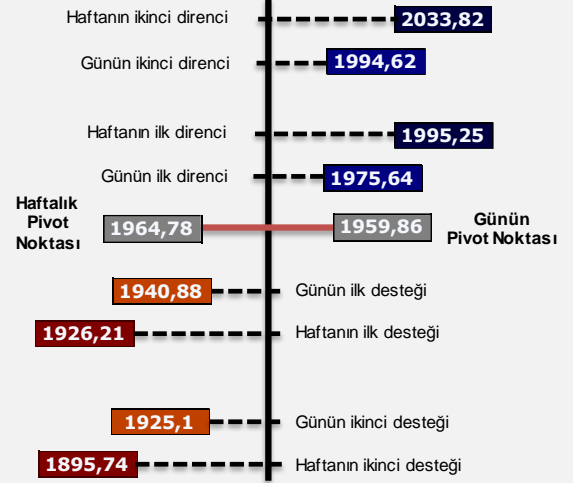 Haftanın ikinci direnci
2033,82
Günün ikinci direnci
1994,62
Haftanın ilk direnci
1995,25
Günün ilk direnci
1975,64
Haftalık
Pivot
Noktası
1964,78
1959,86
Günün
Pivot Noktası
1940,88
Günün ilk desteği
1926,21
Haftanın ilk desteği
1925,1
Günün ikinci desteği
1895,74
Haftanın ikinci desteği